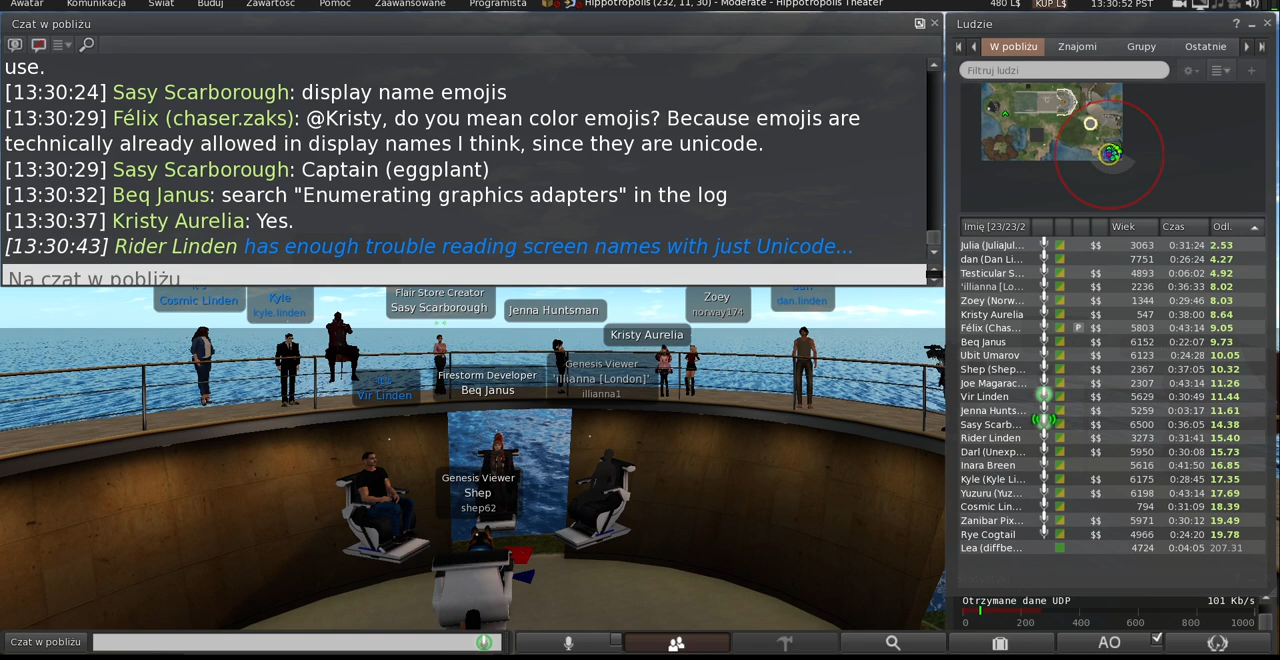 Awatar Komunikacja Świat Buduj Zawartość Pomoc Zaawansowane Programista Hippotropolis (232, 11, 30) - Moderate - Hippotropolis Theater 480 L$ KUP L$ 13:30:52 PST
Czat w pobliżu
use.
[13:30:24] Sasy Scarborough: display name emojis
[13:30:29] Félix (chaser.zaks): @Kristy, do you mean color emojis? Because emojis are
technically already allowed in display names I think, since they are unicode.
[13:30:29] Sasy Scarborough: Captain (eggplant)
[13:30:32] Beq Janus: search "Enumerating graphics adapters" in the log
[13:30:37] Kristy Aurelia: Yes.
[13:30:43] Rider Linden has enough trouble reading screen names with just Unicode...
Na czat w pobliżu
Cosmic Linden
Kyle
kyle.linden
Flair Store Creator
Sasy Scarborough
Jenna Huntsman
Zoey
norway174
dan.linden
Kristy Aurelia
Genesis Viewer
'illianna [London]'
illianna1
Firestorm Developer
Beq Janus
Vir Linden
Genesis Viewer
Shep
shep62
Czat w pobliżu
Ludzie
? _ ×
W pobliżu Znajomi Grupy Ostatnie
Filtruj ludzi
Imię [23/23/2 Wiek Czas Odl.
Julia (JuliaJul... $$ 3063 0:31:24 2.53
dan (Dan Li... 7751 0:26:24 4.27
Testicular S... $$ 4893 0:06:02 4.92
'illianna [Lo... $$ 2236 0:36:33 8.02
Zoey (Norw... $$ 1344 0:29:46 8.03
Kristy Aurelia 547 0:38:00 8.64
Félix (Chas... P $$ 5803 0:43:14 9.05
Beq Janus $$ 6152 0:22:07 9.73
Ubit Umarov $$ 6123 0:24:28 10.05
Shep (Shep... $$ 2367 0:37:05 10.32
Joe Magarac... $$ 2307 0:43:14 11.26
Vir Linden $$ 5629 0:30:49 11.44
Jenna Hunts... $$ 5259 0:03:17 11.61
Sasy Scarb... $$ 6500 0:36:05 14.38
Rider Linden $$ 3273 0:31:41 15.40
Darl (Unexp... $$ 5950 0:30:08 15.73
Inara Breen 5616 0:41:50 16.85
Kyle (Kyle Li... $$ 6175 0:28:45 17.35
Yuzuru (Yuz... $$ 6198 0:43:14 17.69
Cosmic Lin... 794 0:31:09 18.39
Zanibar Pix... $$ 5971 0:30:12 19.49
Rye Cogtail $$ 4966 0:24:20 19.78
Lea (diffbe... 4724 0:04:05 207.31
Otrzymane dane UDP 101 Kb/s
0 200 400 600 800 1000
AO